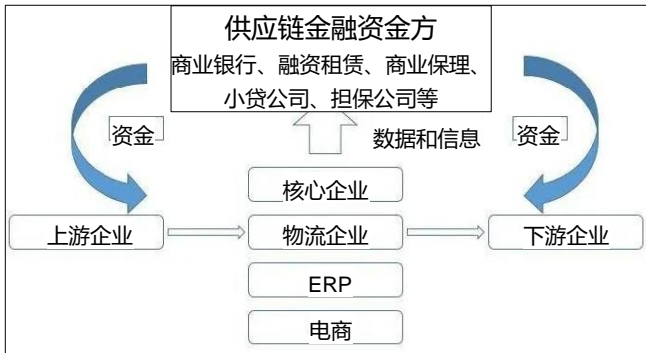 供应链金融资金方
商业银行、融资租赁、商业保理、
小贷公司、担保公司等
资金
数据和信息
资金
核心企业
上游企业
物流企业
下游企业
ERP
电商